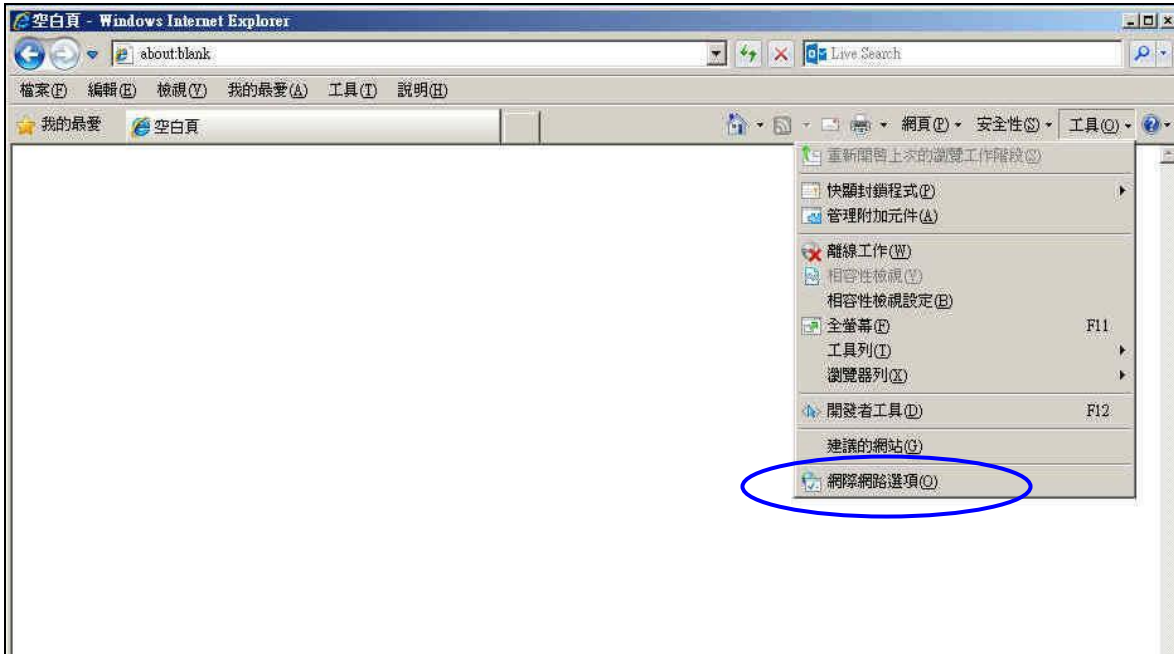 空白頁 - Windows Internet Explorer
about:blank
Live Search
檔案(F) 編輯(E) 檢視(V) 我的最愛(A) 工具(T) 說明(H)
我的最愛 空白頁 網頁(P) 安全性(S) 工具(O)
重新開啟上次的瀏覽工作階段(S)
快顯封鎖程式(P)
管理附加元件(A)
離線工作(W)
相容性檢視(V)
相容性檢視設定(B)
全螢幕(F) F11
工具列(T)
瀏覽器列(X)
開發者工具(D) F12
建議的網站(G)
網際網路選項(O)